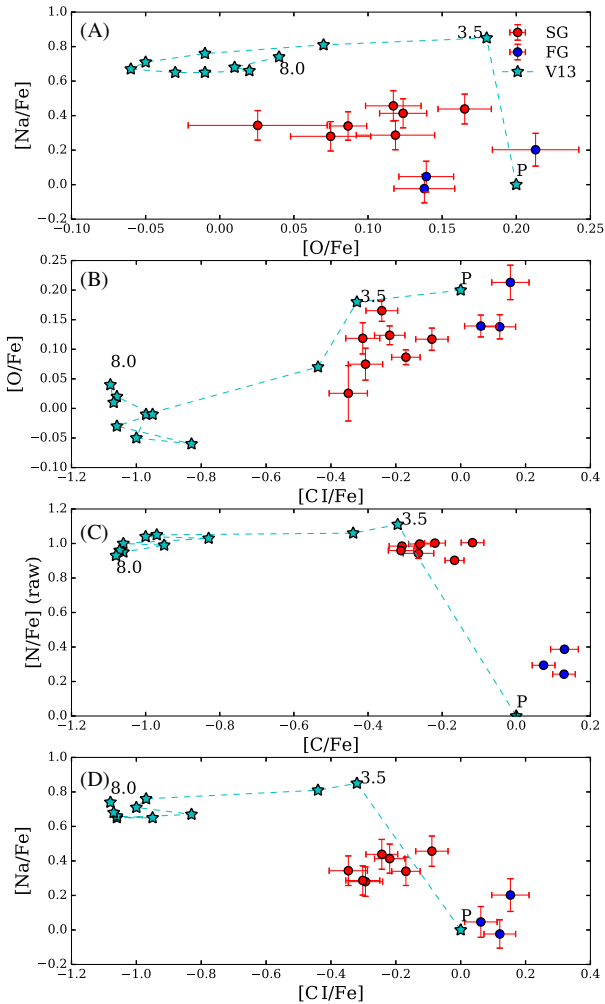 (A)
3.5
SG
FG
V13
8.0
P
1.0
0.8
0.6
0.4
0.2
0.0
−0.2
[Na/Fe]
−0.10 −0.05 0.00 0.05 0.10 0.15 0.20 0.25
[O/Fe]
(B)
P
3.5
8.0
0.25
0.20
0.15
0.10
0.05
0.00
−0.05
−0.10
[O/Fe]
−1.2 −1.0 −0.8 −0.6 −0.4 −0.2 0.0 0.2 0.4
[C I/Fe]
(C)
3.5
8.0
P
1.2
1.0
0.8
0.6
0.4
0.2
0.0
[N/Fe] (raw)
−1.2 −1.0 −0.8 −0.6 −0.4 −0.2 0.0 0.2
[C/Fe]
(D)
8.0
3.5
P
1.0
0.8
0.6
0.4
0.2
0.0
−0.2
[Na/Fe]
−1.2 −1.0 −0.8 −0.6 −0.4 −0.2 0.0 0.2 0.4
[C I/Fe]